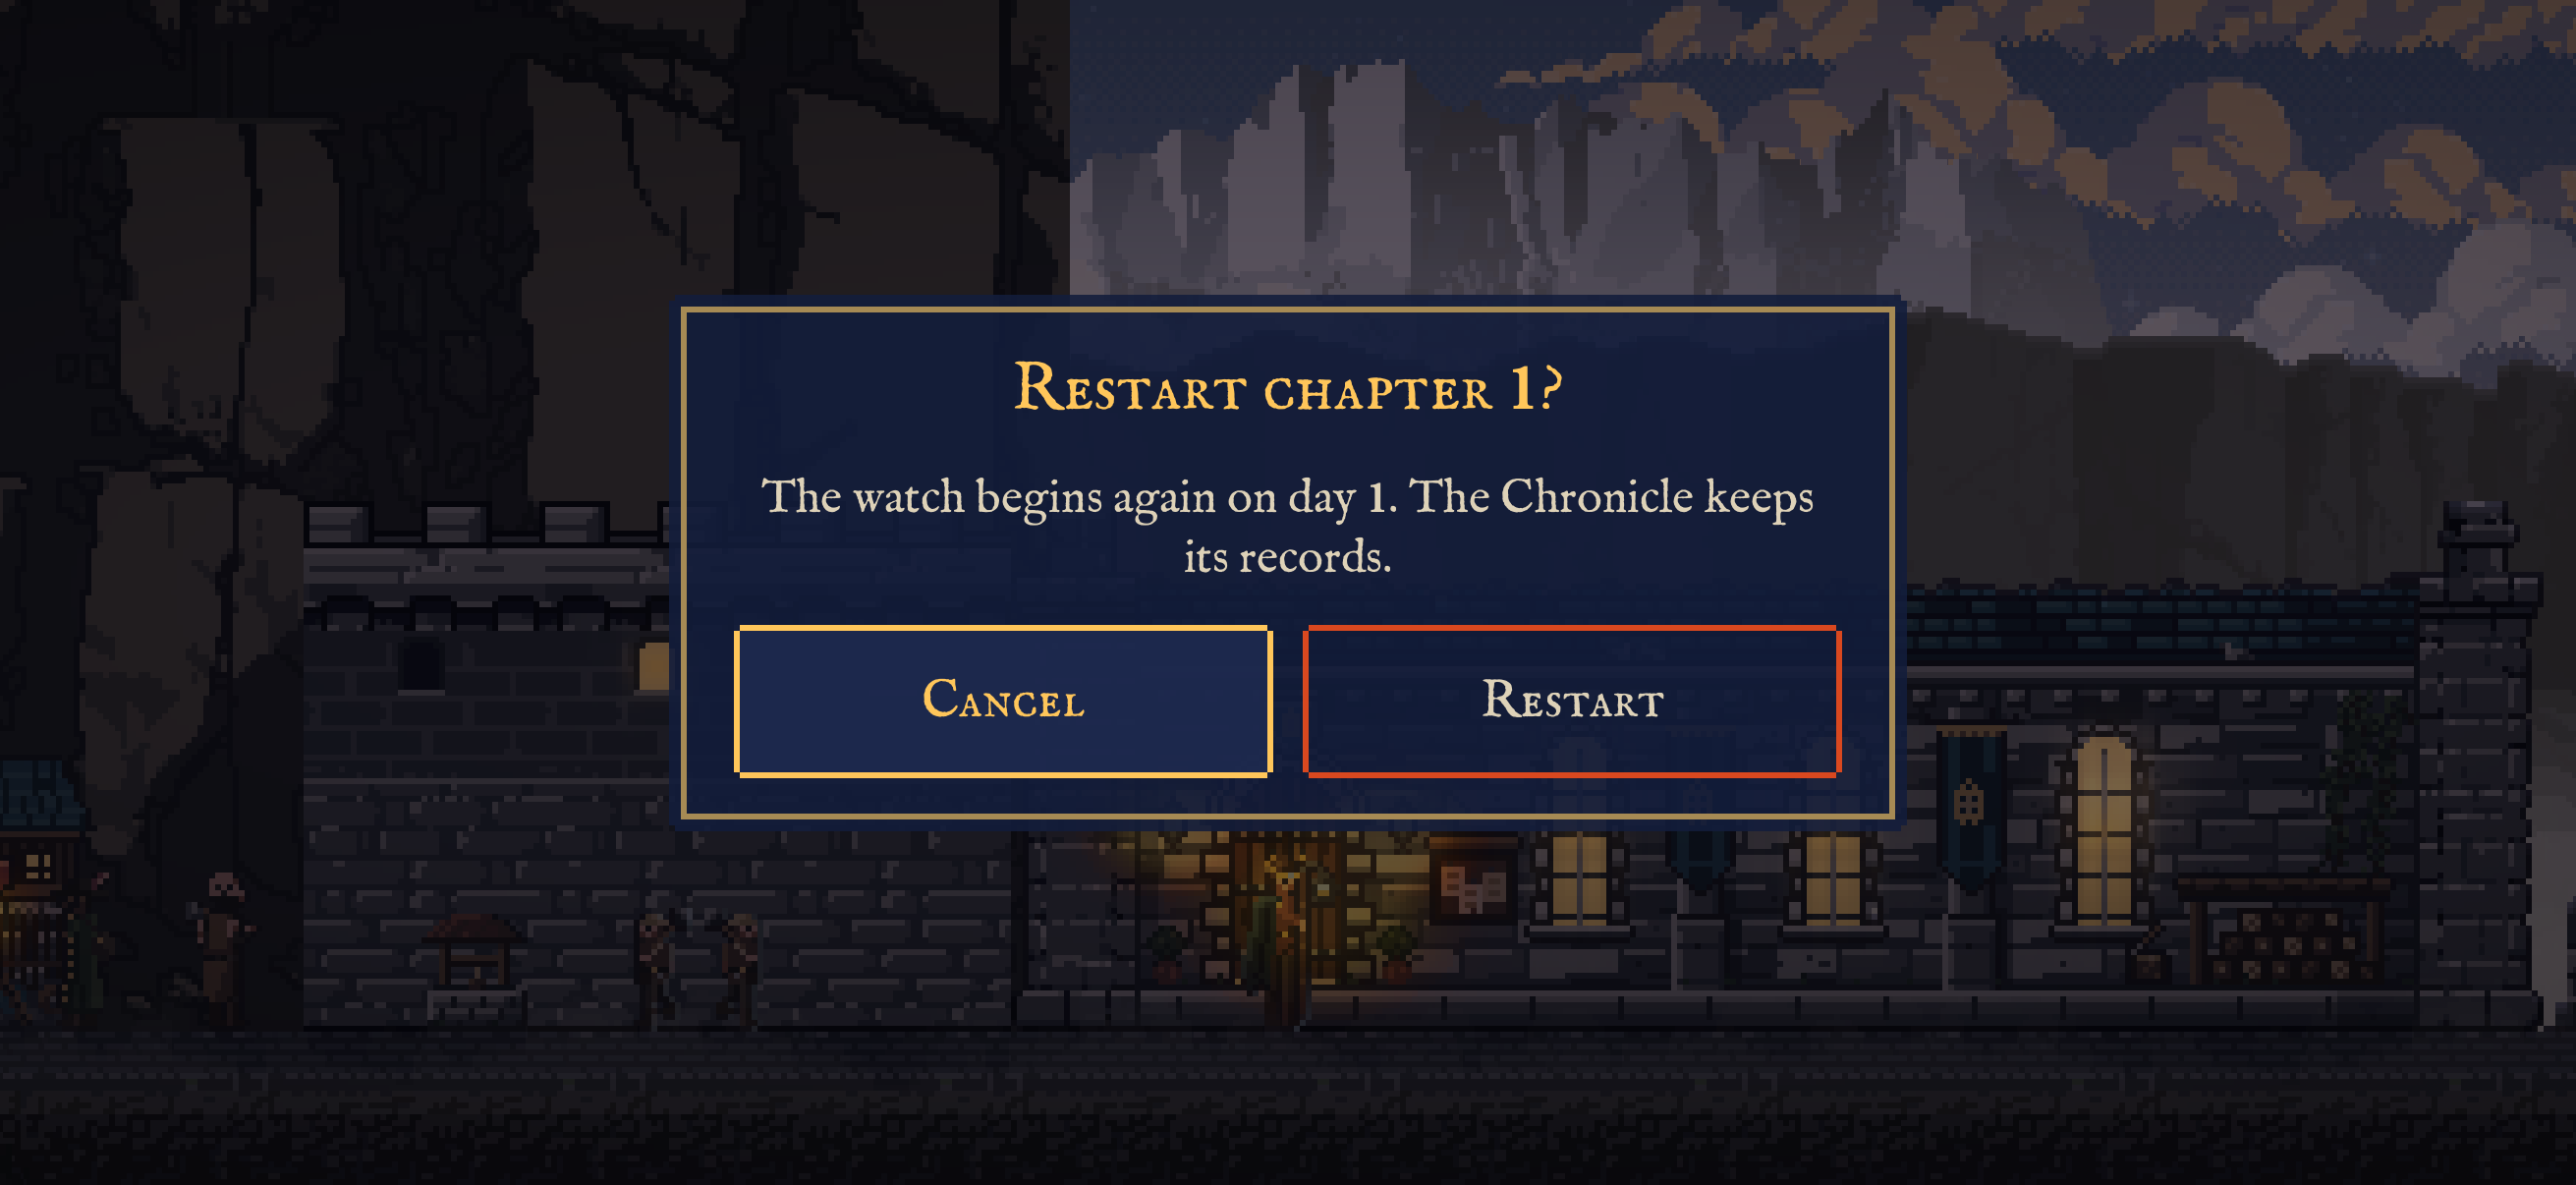 Restart chapter 1?
The watch begins again on day 1. The Chronicle keeps
its records.
Cancel
Restart